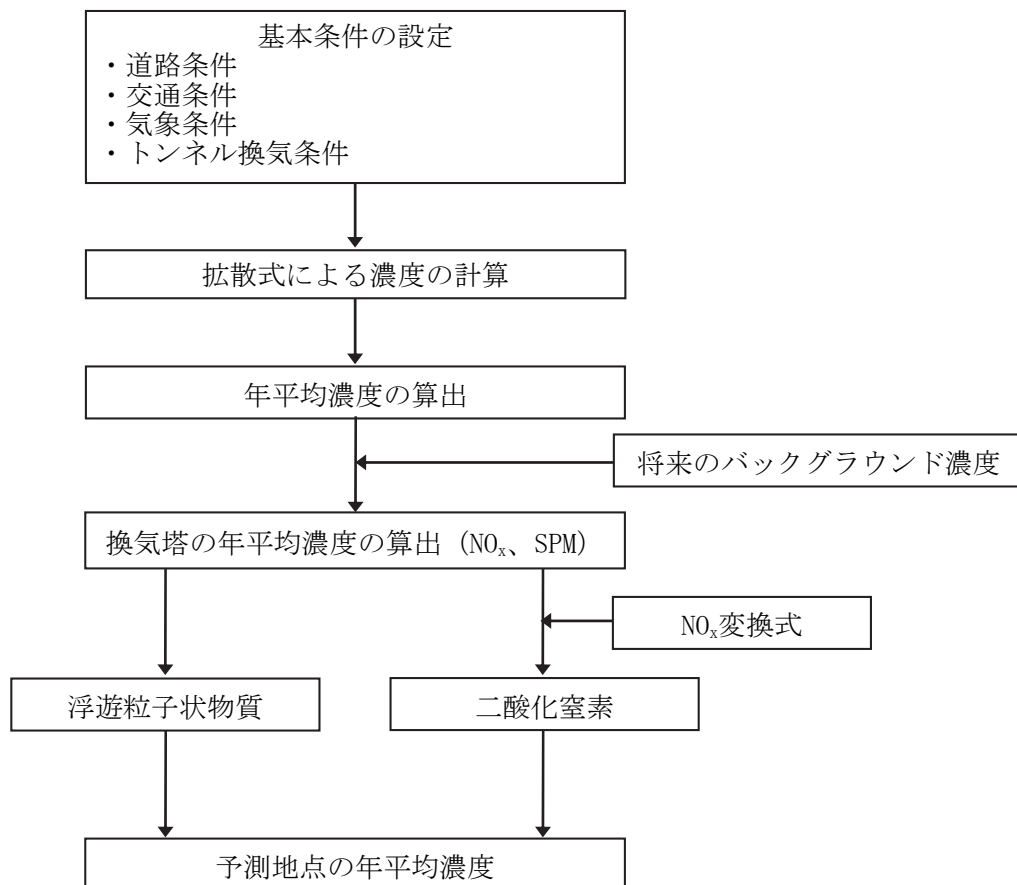 基本条件の設定
・道路条件
・交通条件
・気象条件
・トンネル換気条件
拡散式による濃度の計算
年平均濃度の算出
将来のバックグラウンド濃度
換気塔の年平均濃度の算出（NOx、SPM）
NOx変換式
浮遊粒子状物質
二酸化窒素
予測地点の年平均濃度